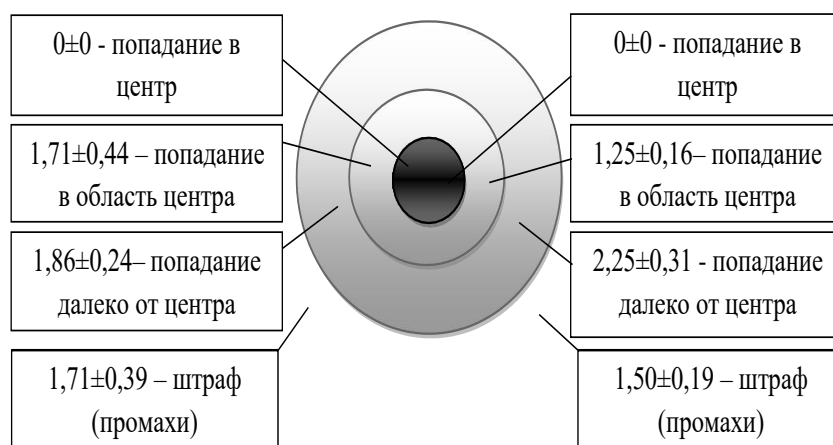 0±0 - попадание в
центр
1,71±0,44 – попадание
в область центра
1,86±0,24– попадание
далеко от центра
1,71±0,39 – штраф
(промахи)
0±0 - попадание в
центр
1,25±0,16– попадание
в область центра
2,25±0,31 - попадание
далеко от центра
1,50±0,19 – штраф
(промахи)